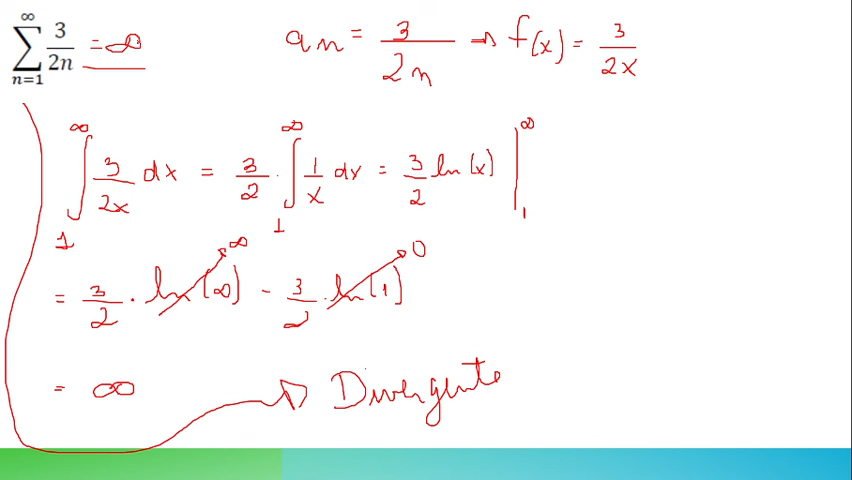 ∞
∑ 3/2n = ∞
n=1
an = 3/2n → f(x) = 3/2x
∫₁^∞ 3/2x dx = 3/2 · ∫₁^∞ 1/x dx = 3/2 ln(x) |₁^∞
= 3/2 · ln(∞) ↗∞ - 3/2 · ln(1) ↗0
= ∞ → Divergente